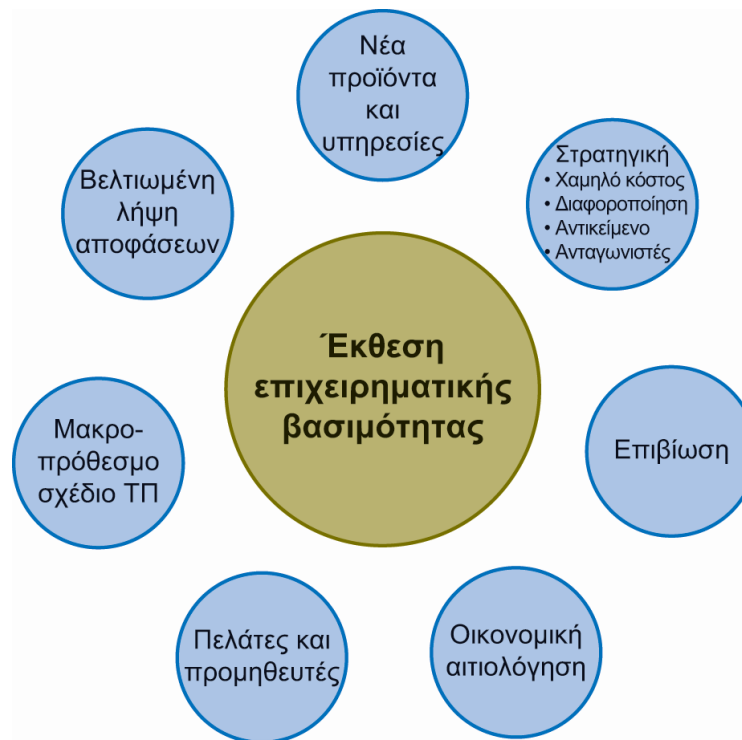 Νέα
προϊόντα
και
υπηρεσίες
Στρατηγική
• Χαμηλό κόστος
• Διαφοροποίηση
• Αντικείμενο
• Ανταγωνιστές
Βελτιωμένη
λήψη
αποφάσεων
Έκθεση
επιχειρηματικής
βασιμότητας
Μακρο-
πρόθεσμο
σχέδιο ΤΠ
Επιβίωση
Πελάτες και
προμηθευτές
Οικονομική
αιτιολόγηση